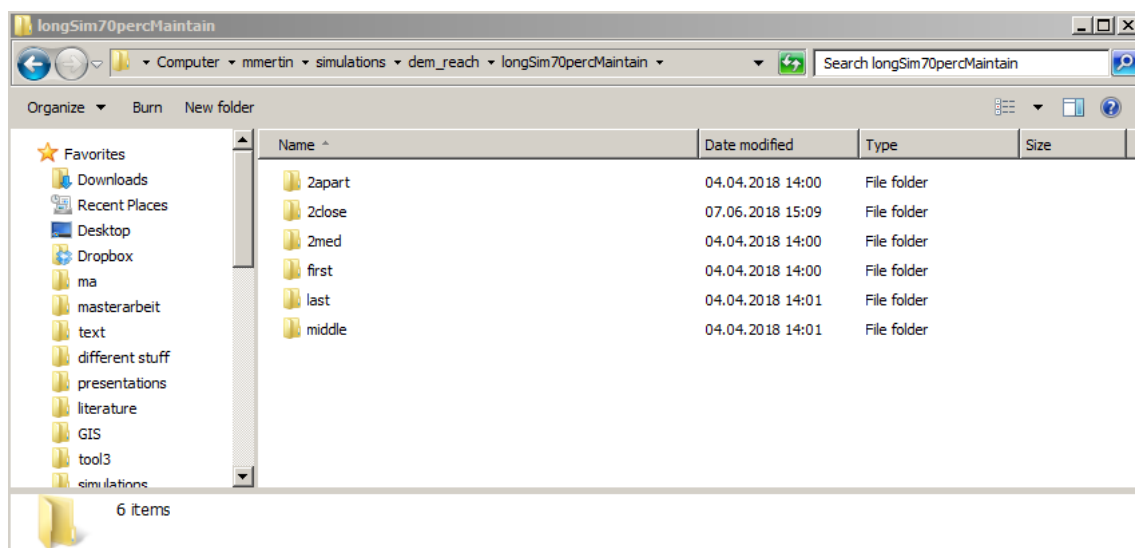 longSim70percMaintain
Computer mmertin simulations dem_reach longSim70percMaintain Search longSim70percMaintain
Organize Burn New folder
Favorites
Downloads
Recent Places
Desktop
Dropbox
ma
masterarbeit
text
different stuff
presentations
literature
GIS
tool3
simulations
Name Date modified Type Size
2apart 04.04.2018 14:00 File folder
2close 07.06.2018 15:09 File folder
2med 04.04.2018 14:00 File folder
first 04.04.2018 14:00 File folder
last 04.04.2018 14:01 File folder
middle 04.04.2018 14:01 File folder
6 items